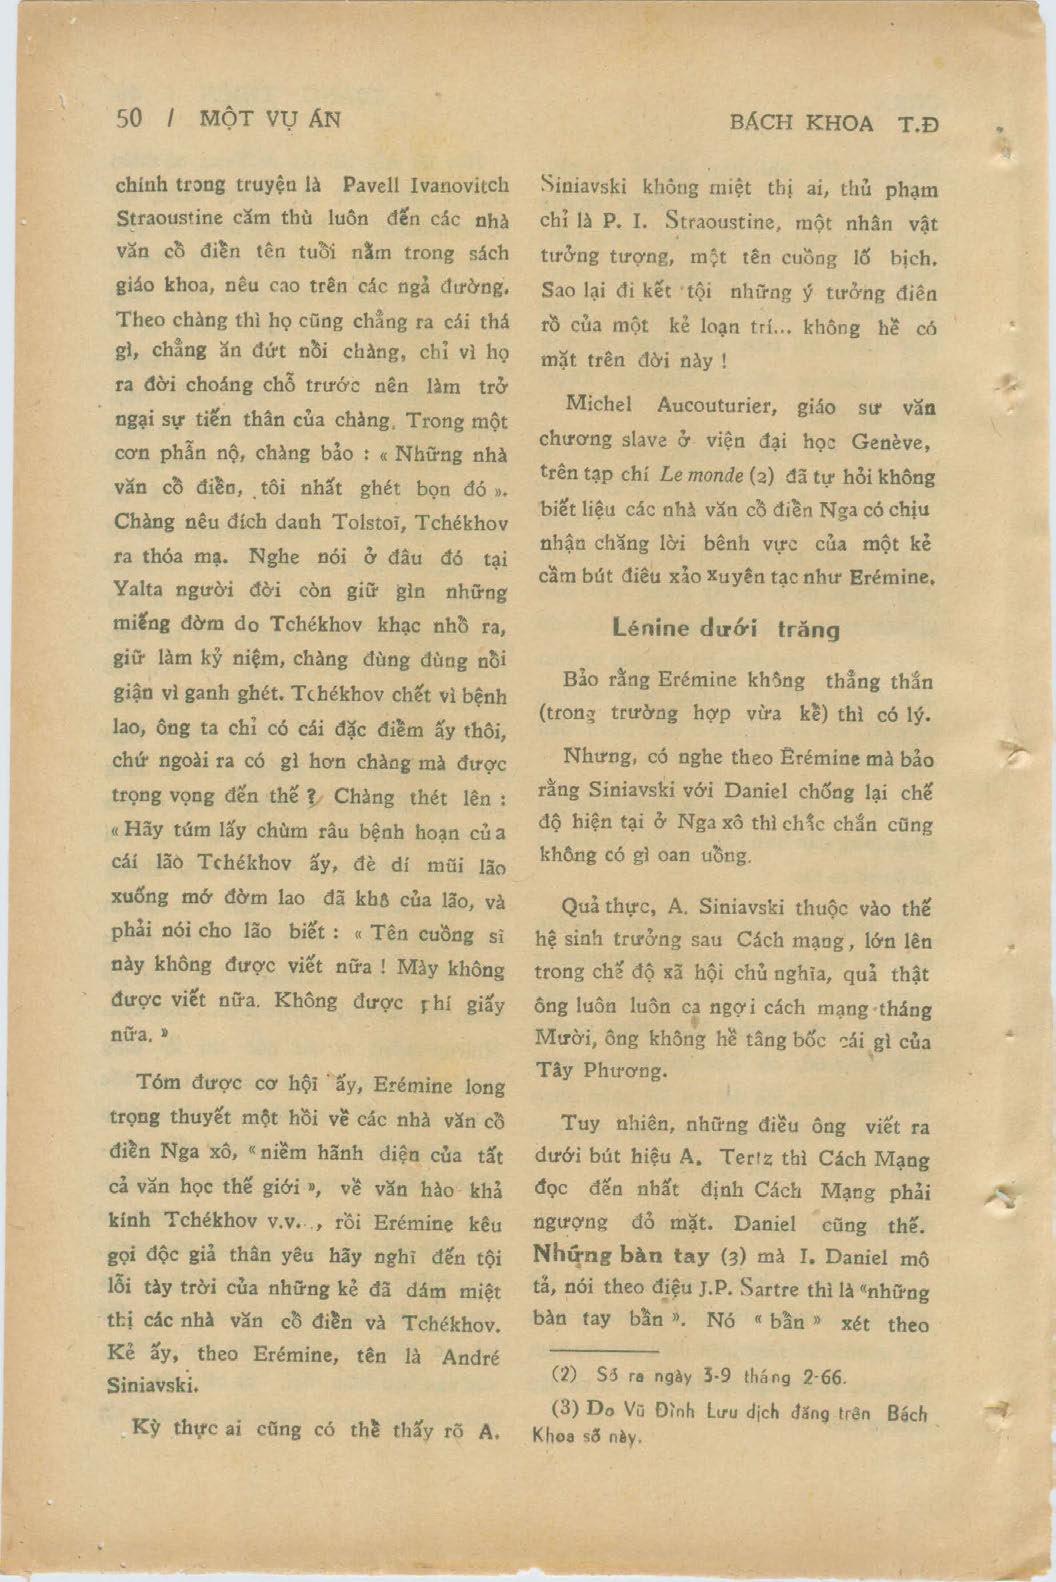 50 / MỘT VỤ ÁN
BÁCH KHOA T.Đ
chính trong truyện là Pavell Ivanovitch
Straoustine căm thù luôn đến các nhà
văn cổ điển tên tuổi nằm trong sách
giáo khoa, nêu cao trên các ngả đường.
Theo chàng thì họ cũng chẳng ra cái thá
gì, chẳng ăn đứt nổi chàng, chỉ vì họ
ra đời choáng chỗ trước nên làm trở
ngại sự tiến thân của chàng. Trong một
cơn phẫn nộ, chàng bảo : « Những nhà
văn cổ điển, tôi nhất ghét bọn đó ».
Chàng nêu đích danh Tolstoï, Tchékhov
ra thóa mạ. Nghe nói ở đâu đó tại
Yalta người đời còn giữ gìn những
miếng đờm do Tchékhov khạc nhổ ra,
giữ làm kỷ niệm, chàng đùng đùng nổi
giận vì ganh ghét. Tchékhov chết vì bệnh
lao, ông ta chỉ có cái đặc điểm ấy thôi,
chứ ngoài ra có gì hơn chàng mà được
trọng vọng đến thế ? Chàng thét lên :
« Hãy túm lấy chùm râu bệnh hoạn của
cái lão Tchékhov ấy, đè dí mũi lão
xuống mớ đờm lao đã khô của lão, và
phải nói cho lão biết : « Tên cuồng sĩ
này không được viết nữa ! Mày không
được viết nữa. Không được phí giấy
nữa. »
Tóm được cơ hội ấy, Erémine long
trọng thuyết một hồi về các nhà văn cổ
điển Nga xô, « niềm hãnh diện của tất
cả văn học thế giới », về văn hào khả
kính Tchékhov v.v..., rồi Erémine kêu
gọi độc giả thân yêu hãy nghĩ đến tội
lỗi tày trời của những kẻ đã dám miệt
thị các nhà văn cổ điển và Tchékhov.
Kẻ ấy, theo Erémine, tên là André
Siniavski.
Kỳ thực ai cũng có thể thấy rõ A.
Siniavski không miệt thị ai, thủ phạm
chỉ là P. I. Straoustine, một nhân vật
tưởng tượng, một tên cuồng lố bịch.
Sao lại đi kết tội những ý tưởng điên
rồ của một kẻ loạn trí... không hề có
mặt trên đời này !
Michel Aucouturier, giáo sư văn
chương slave ở viện đại học Genève,
trên tạp chí Le monde (2) đã tự hỏi không
biết liệu các nhà văn cổ điển Nga có chịu
nhận chăng lời bênh vực của một kẻ
cầm bút điêu xảo xuyên tạc như Erémine.
Lénine dưới trăng
Bảo rằng Erémine không thẳng thắn
(trong trường hợp vừa kể) thì có lý.
Nhưng, có nghe theo Erémine mà bảo
rằng Siniavski với Daniel chống lại chế
độ hiện tại ở Nga xô thì chắc chắn cũng
không có gì oan uổng.
Quả thực, A. Siniavski thuộc vào thế
hệ sinh trưởng sau Cách mạng, lớn lên
trong chế độ xã hội chủ nghĩa, quả thật
ông luôn luôn ca ngợi cách mạng tháng
Mười, ông không hề tâng bốc cái gì của
Tây Phương.
Tuy nhiên, những điều ông viết ra
dưới bút hiệu A. Tertz thì Cách Mạng
đọc đến nhất định Cách Mạng phải
ngượng đỏ mặt. Daniel cũng thế.
Những bàn tay (3) mà I. Daniel mô
tả, nói theo điệu J.P. Sartre thì là «những
bàn tay bẩn ». Nó « bẩn » xét theo
(2) Số ra ngày 3-9 tháng 2-66.
(3) Do Vũ Đình Lưu dịch đăng trên Bách
Khoa số này.